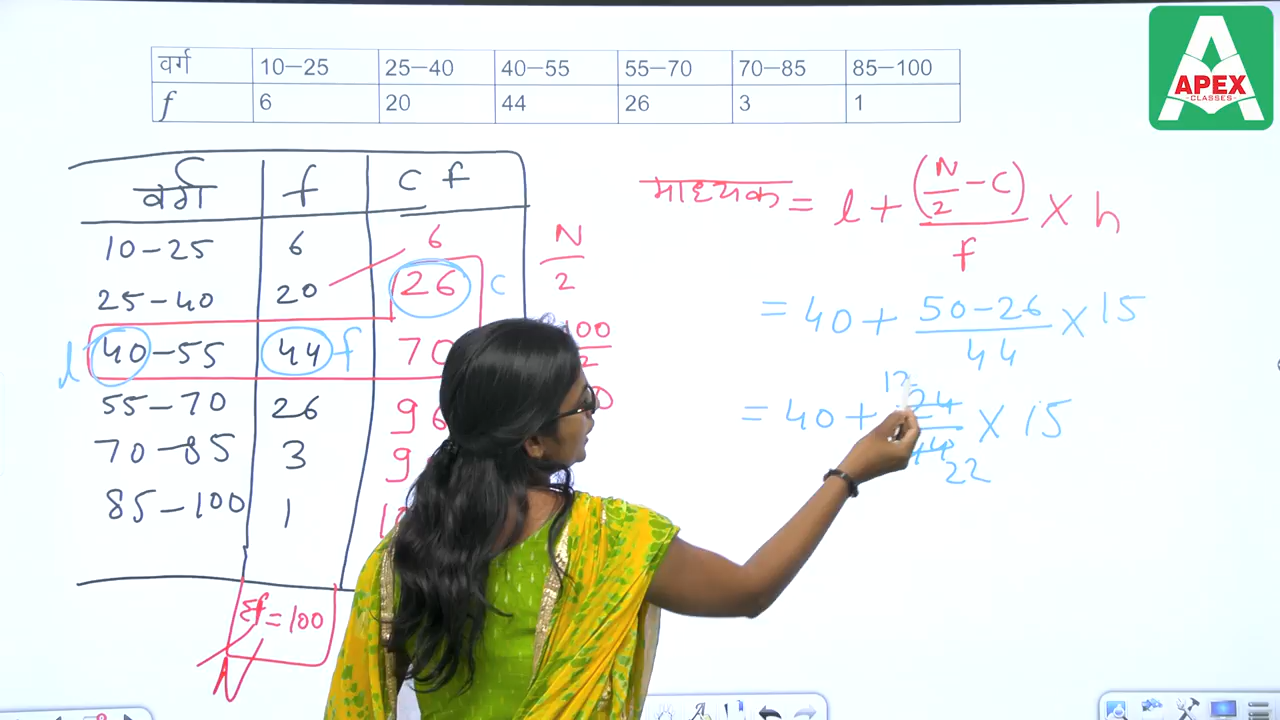 वर्ग 10–25 25–40 40–55 55–70 70–85 85–100
f 6 20 44 26 3 1
APEX
CLASSES
वर्ग f c f
10-25 6 6
25-40 20 26 c
l 40-55 44 f 70
55-70 26
70-85 3
85-100 1
Σf = 100
N
N/2
माध्यक = l + (N/2 - C)/f × h
= 40 + 50-26/44 × 15
= 40 + 24/44 × 15
12
22